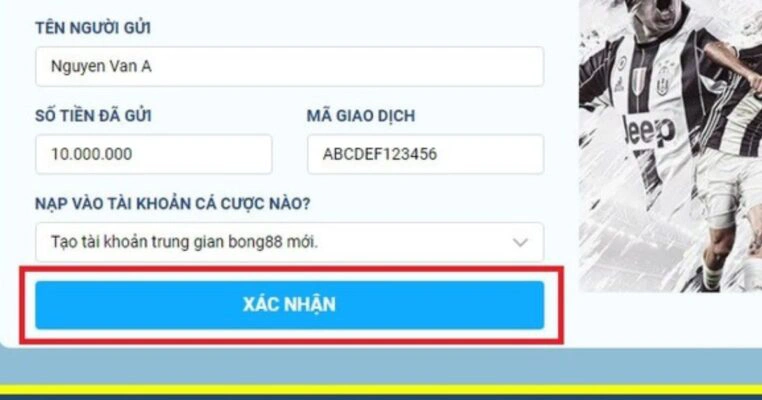 TÊN NGƯỜI GỬI
Nguyen Van A
SỐ TIỀN ĐÃ GỬI
MÃ GIAO DỊCH
10.000.000
ABCDEF123456
NẠP VÀO TÀI KHOẢN CÁ CƯỢC NÀO?
Tạo tài khoản trung gian bong88 mới.
XÁC NHẬN
Jeep